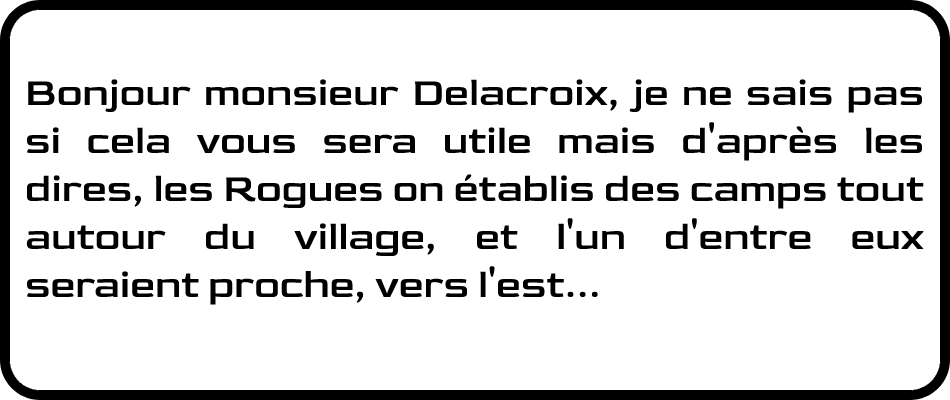 Bonjour monsieur Delacroix, je ne sais pas
si cela vous sera utile mais d'après les
dires, les Rogues on établis des camps tout
autour du village, et l'un d'entre eux
seraient proche, vers l'est...